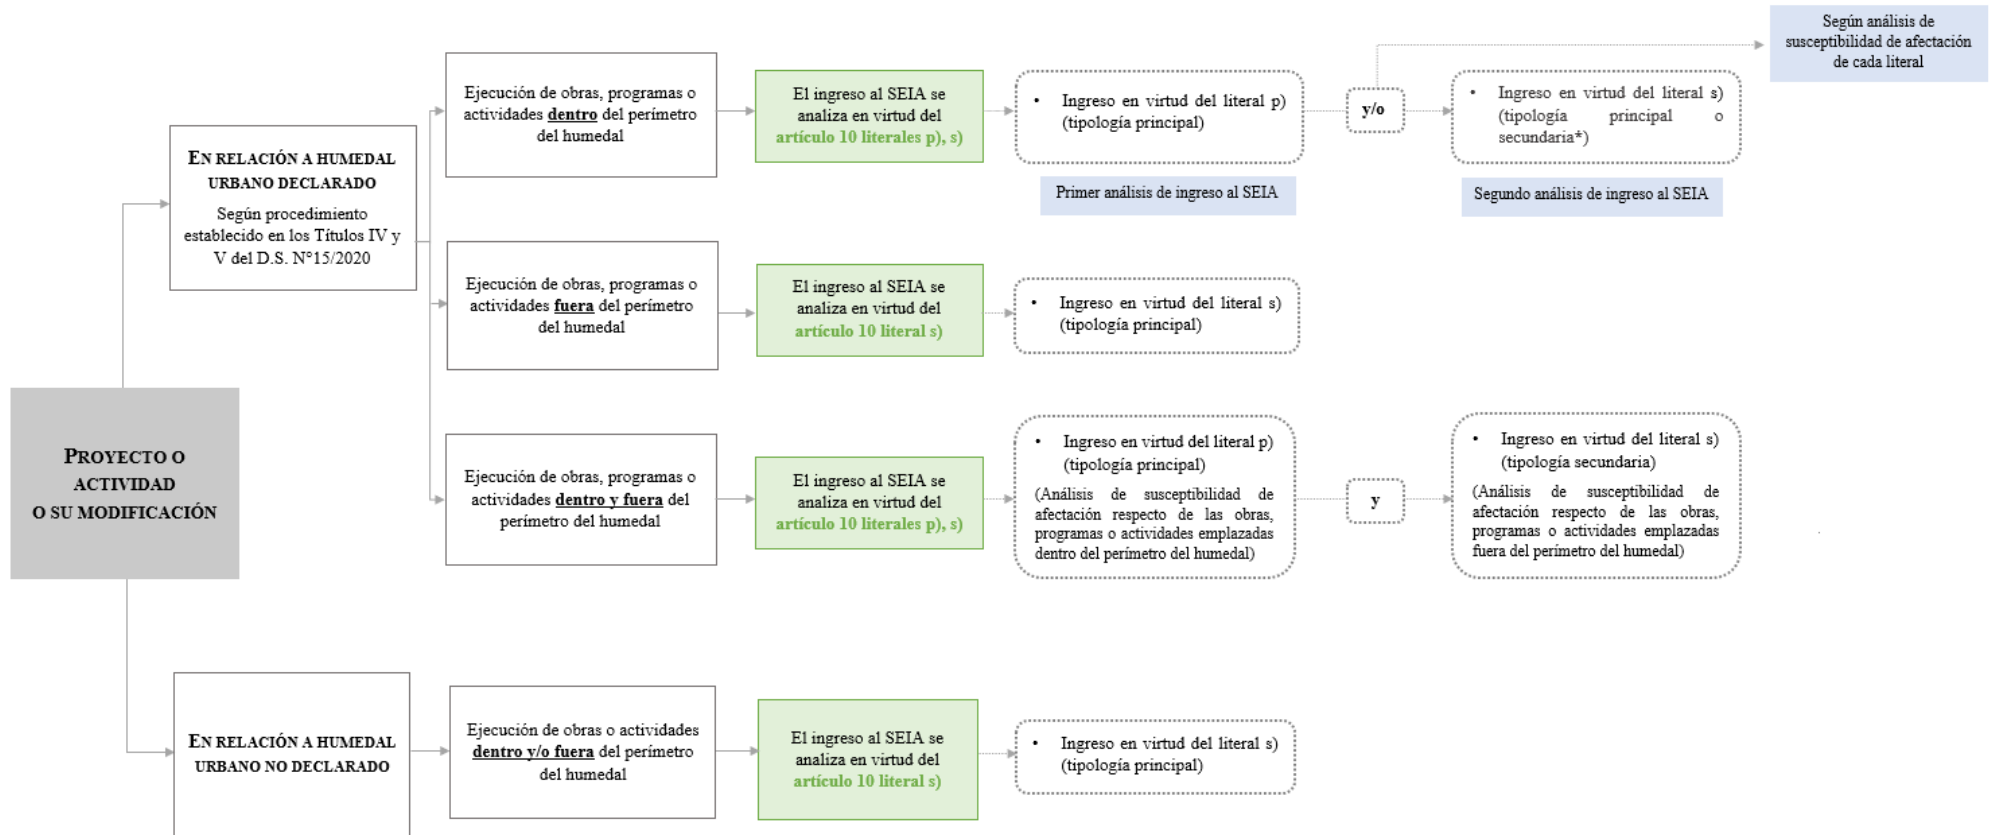 PROYECTO O
ACTIVIDAD
O SU MODIFICACIÓN
EN RELACIÓN A HUMEDAL
URBANO DECLARADO
Según procedimiento
establecido en los Títulos IV y
V del D.S. N°15/2020
Ejecución de obras, programas o
actividades dentro del perímetro
del humedal
El ingreso al SEIA se
analiza en virtud del
artículo 10 literales p), s)
• Ingreso en virtud del literal p)
(tipología principal)
Primer análisis de ingreso al SEIA
y/o
• Ingreso en virtud del literal s)
(tipología principal o
secundaria*)
Segundo análisis de ingreso al SEIA
Según análisis de
susceptibilidad de afectación
de cada literal
Ejecución de obras, programas o
actividades fuera del perímetro
del humedal
El ingreso al SEIA se
analiza en virtud del
artículo 10 literal s)
• Ingreso en virtud del literal s)
(tipología principal)
Ejecución de obras, programas o
actividades dentro y fuera del
perímetro del humedal
El ingreso al SEIA se
analiza en virtud del
artículo 10 literales p), s)
• Ingreso en virtud del literal p)
(tipología principal)
(Análisis de susceptibilidad de
afectación respecto de las obras,
programas o actividades emplazadas
dentro del perímetro del humedal)
y
• Ingreso en virtud del literal s)
(tipología secundaria)
(Análisis de susceptibilidad de
afectación respecto de las obras,
programas o actividades emplazadas
fuera del perímetro del humedal)
EN RELACIÓN A HUMEDAL
URBANO NO DECLARADO
Ejecución de obras o actividades
dentro y/o fuera del perímetro
del humedal
El ingreso al SEIA se
analiza en virtud del
artículo 10 literal s)
• Ingreso en virtud del literal s)
(tipología principal)